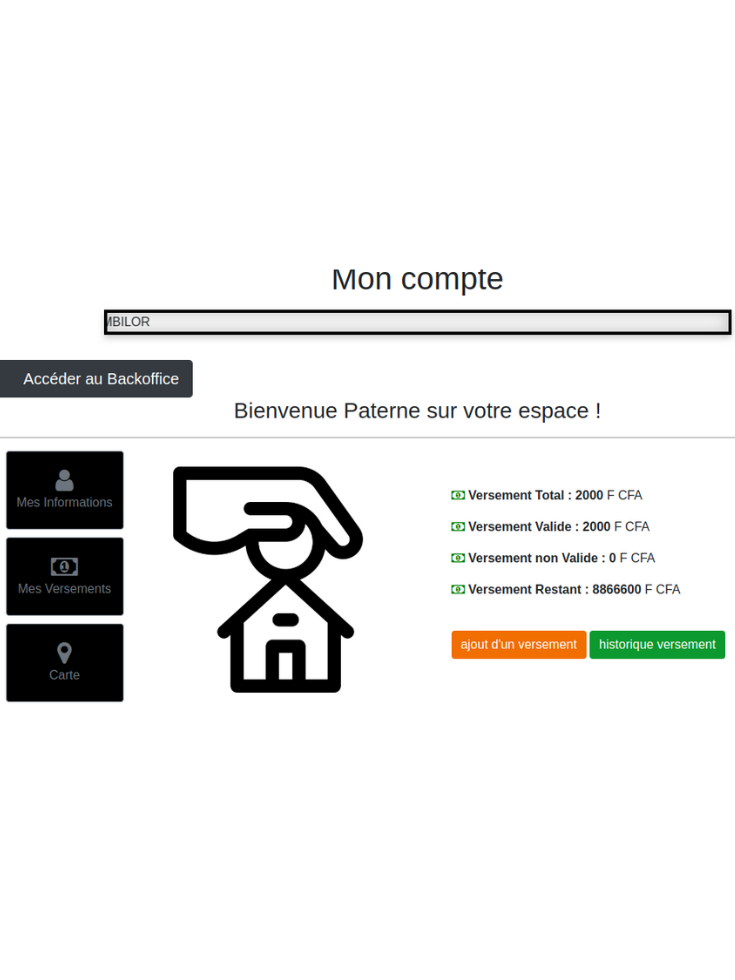 Mon compte
MBILOR
Accéder au Backoffice
Bienvenue Paterne sur votre espace !
Mes Informations
Mes Versements
Carte
Versement Total : 2000 F CFA
Versement Valide : 2000 F CFA
Versement non Valide : 0 F CFA
Versement Restant : 8866600 F CFA
ajout d'un versement historique versement